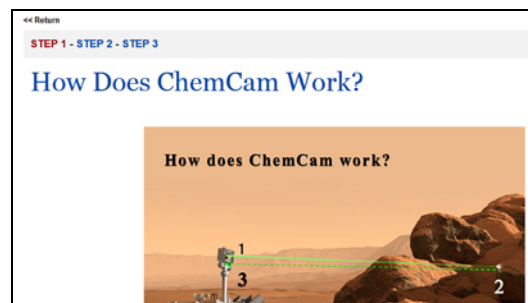 << Return
STEP 1 - STEP 2 - STEP 3
How Does ChemCam Work?
How does ChemCam work?
1
3
2